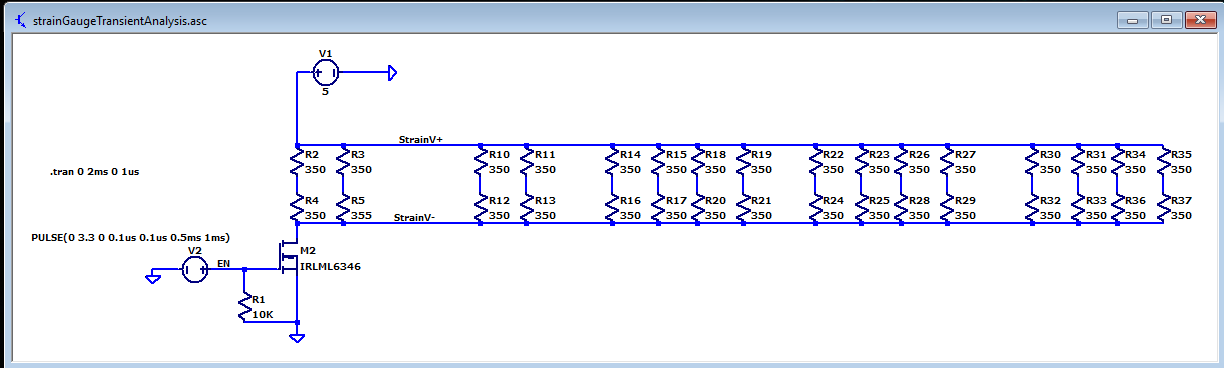 strainGaugeTransientAnalysis.asc
V1
5
StrainV+
R2 R3 R10 R11 R14 R15 R18 R19 R22 R23 R26 R27 R30 R31 R34 R35
350 350 350 350 350 350 350 350 350 350 350 350 350 350 350 350
.tran 0 2ms 0 1us
R4 R5 R12 R13 R16 R17 R20 R21 R24 R25 R28 R29 R32 R33 R36 R37
350 355 350 350 350 350 350 350 350 350 350 350 350 350 350 350
StrainV-
PULSE(0 3.3 0 0.1us 0.1us 0.5ms 1ms)
V2
EN
M2
IRLML6346
R1
10K